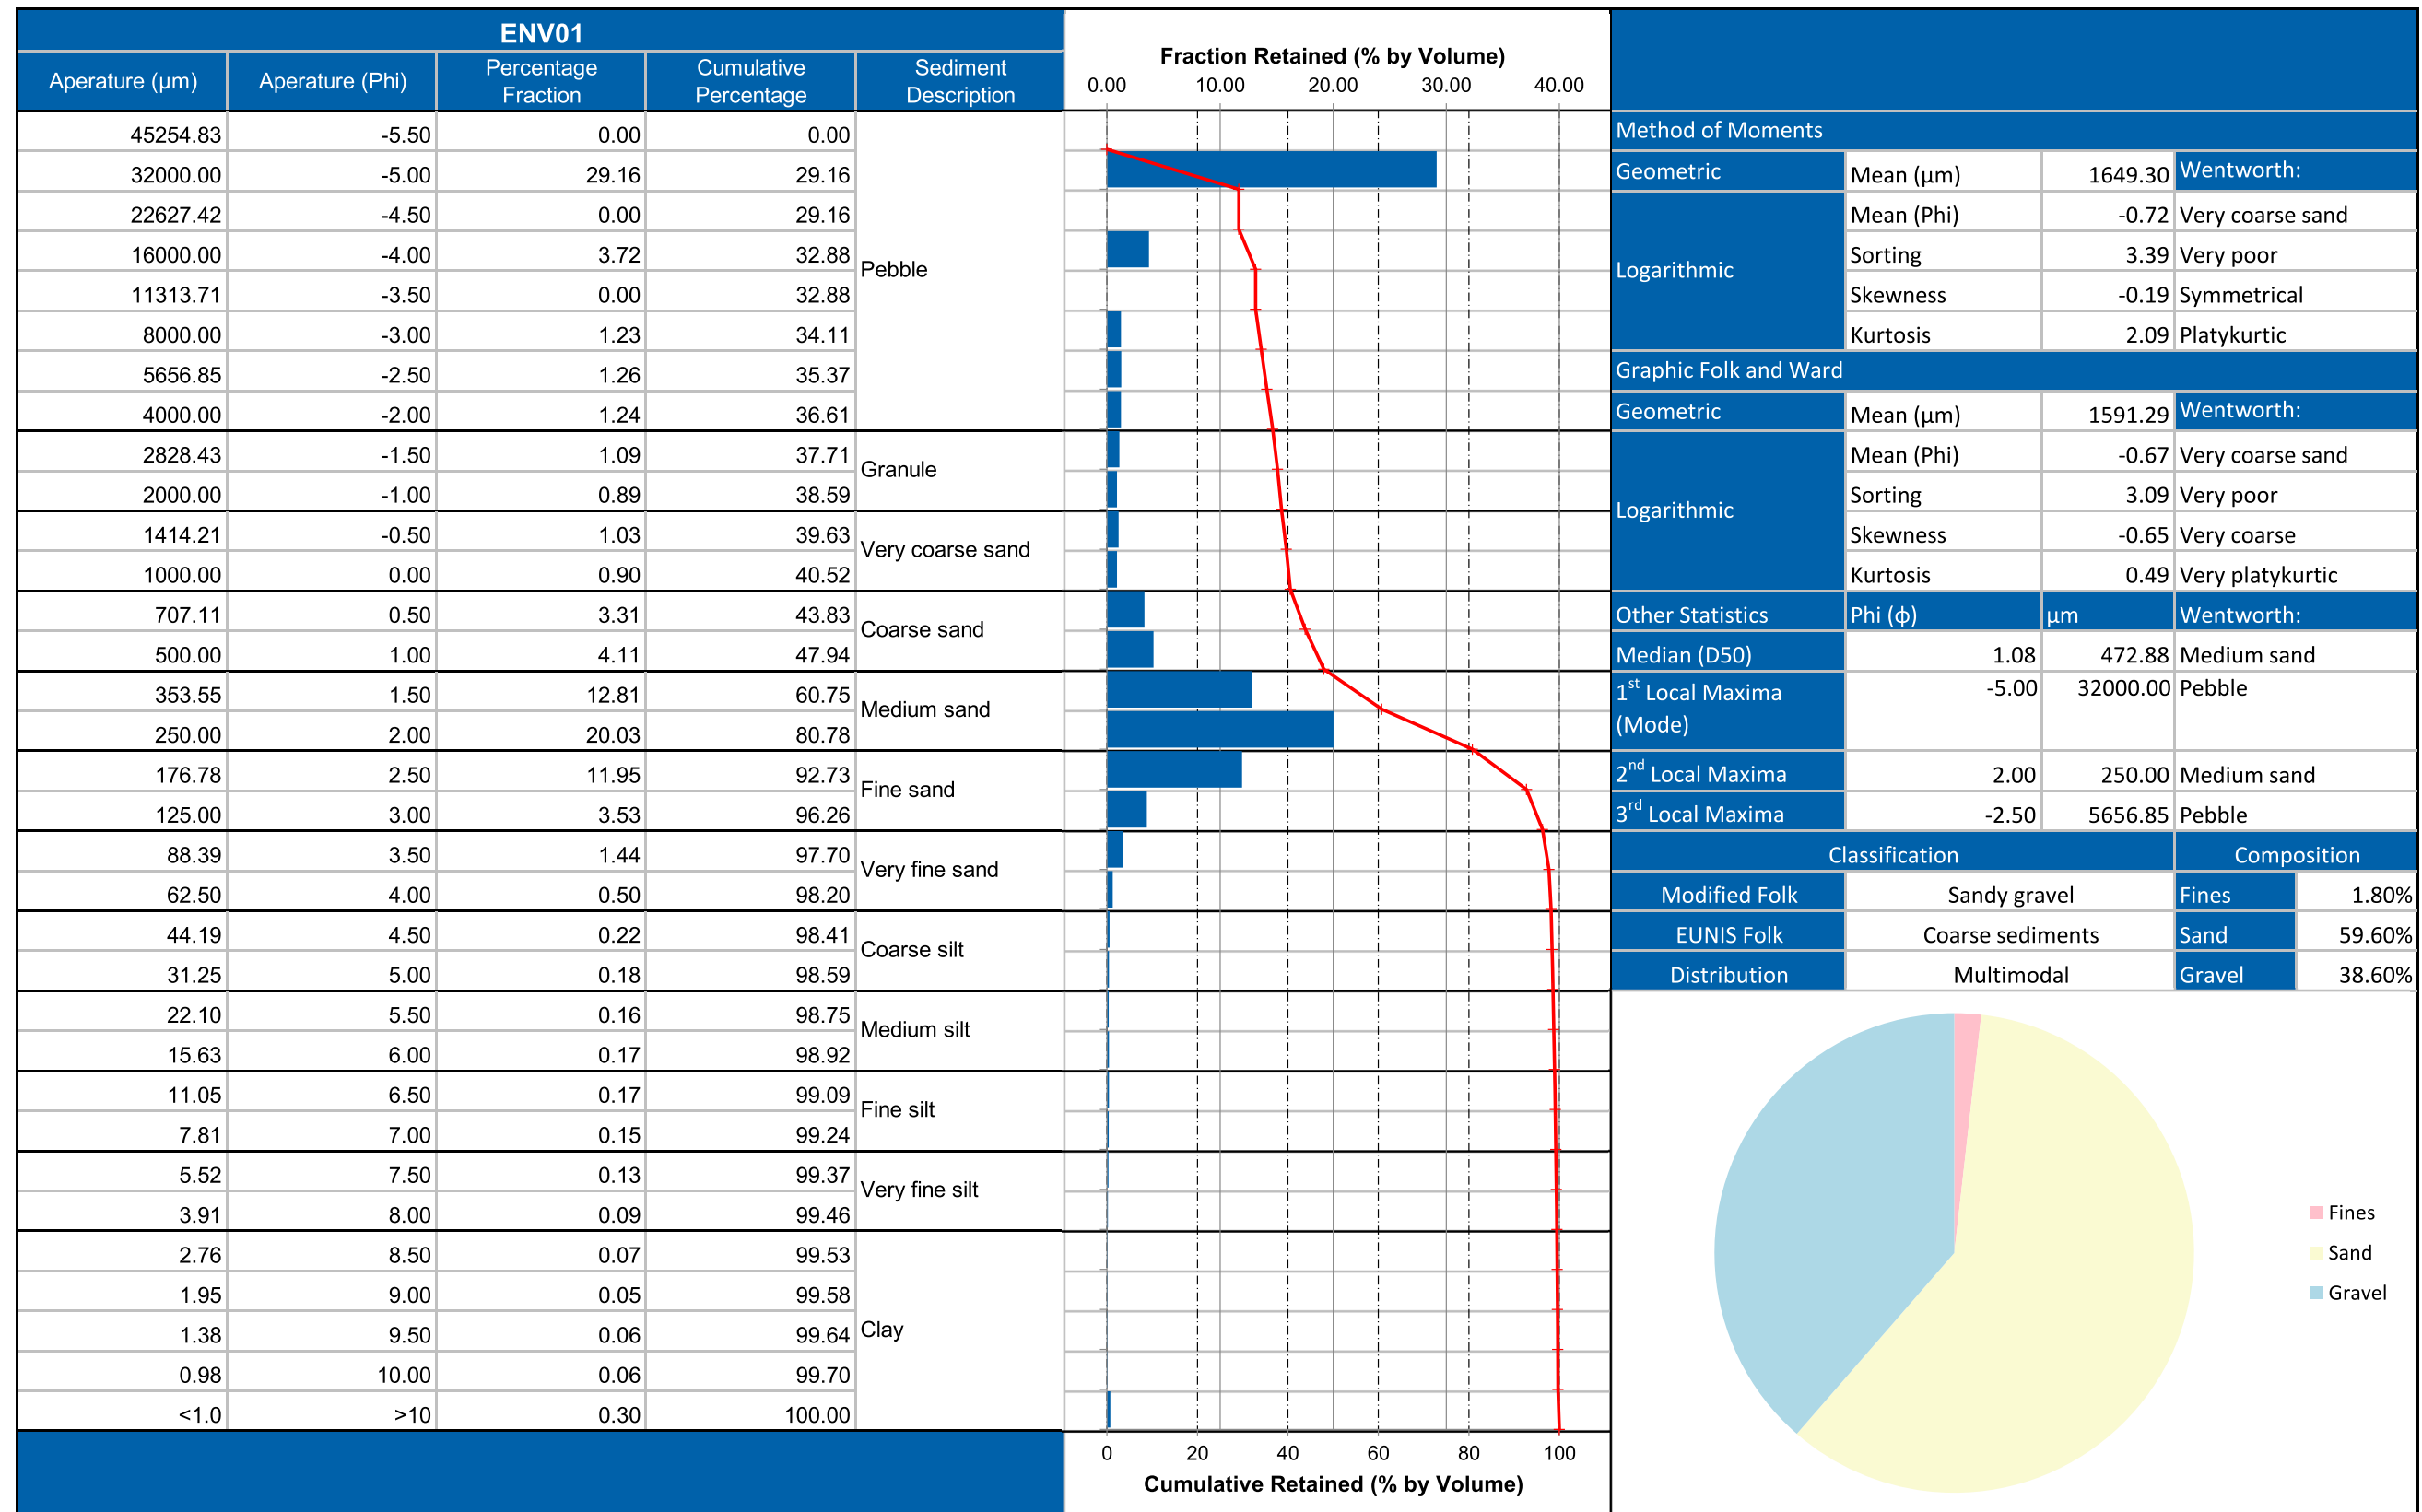 ENV01
Aperature (µm) Aperature (Phi) Percentage Fraction Cumulative Percentage Sediment Description
45254.83 -5.50 0.00 0.00
32000.00 -5.00 29.16 29.16
22627.42 -4.50 0.00 29.16
16000.00 -4.00 3.72 32.88
Pebble
11313.71 -3.50 0.00 32.88
8000.00 -3.00 1.23 34.11
5656.85 -2.50 1.26 35.37
4000.00 -2.00 1.24 36.61
2828.43 -1.50 1.09 37.71
Granule
2000.00 -1.00 0.89 38.59
1414.21 -0.50 1.03 39.63
Very coarse sand
1000.00 0.00 0.90 40.52
707.11 0.50 3.31 43.83
Coarse sand
500.00 1.00 4.11 47.94
353.55 1.50 12.81 60.75
Medium sand
250.00 2.00 20.03 80.78
176.78 2.50 11.95 92.73
Fine sand
125.00 3.00 3.53 96.26
88.39 3.50 1.44 97.70
Very fine sand
62.50 4.00 0.50 98.20
44.19 4.50 0.22 98.41
Coarse silt
31.25 5.00 0.18 98.59
22.10 5.50 0.16 98.75
Medium silt
15.63 6.00 0.17 98.92
11.05 6.50 0.17 99.09
Fine silt
7.81 7.00 0.15 99.24
5.52 7.50 0.13 99.37
Very fine silt
3.91 8.00 0.09 99.46
2.76 8.50 0.07 99.53
1.95 9.00 0.05 99.58
1.38 9.50 0.06 99.64
Clay
0.98 10.00 0.06 99.70
<1.0 >10 0.30 100.00
Fraction Retained (% by Volume)
0.00 10.00 20.00 30.00 40.00
0 20 40 60 80 100
Cumulative Retained (% by Volume)
Method of Moments
Geometric Mean (µm) 1649.30 Wentworth:
Logarithmic
Mean (Phi) -0.72 Very coarse sand
Sorting 3.39 Very poor
Skewness -0.19 Symmetrical
Kurtosis 2.09 Platykurtic
Graphic Folk and Ward
Geometric Mean (µm) 1591.29 Wentworth:
Logarithmic
Mean (Phi) -0.67 Very coarse sand
Sorting 3.09 Very poor
Skewness -0.65 Very coarse
Kurtosis 0.49 Very platykurtic
Other Statistics Phi (ϕ) µm Wentworth:
Median (D50) 1.08 472.88 Medium sand
1st Local Maxima (Mode) -5.00 32000.00 Pebble
2nd Local Maxima 2.00 250.00 Medium sand
3rd Local Maxima -2.50 5656.85 Pebble
Classification Composition
Modified Folk Sandy gravel Fines 1.80%
EUNIS Folk Coarse sediments Sand 59.60%
Distribution Multimodal Gravel 38.60%
Fines
Sand
Gravel